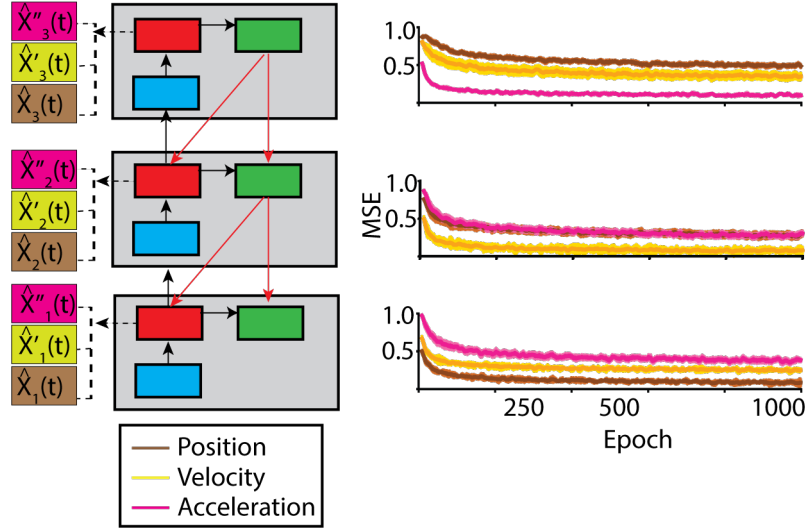 X̂″₃(t)
X̂′₃(t)
X̂₃(t)
X̂″₂(t)
X̂′₂(t)
X̂₂(t)
X̂″₁(t)
X̂′₁(t)
X̂₁(t)
Position
Velocity
Acceleration
1.0
0.5
1.0
0.5
MSE
1.0
0.5
250 500 1000
Epoch